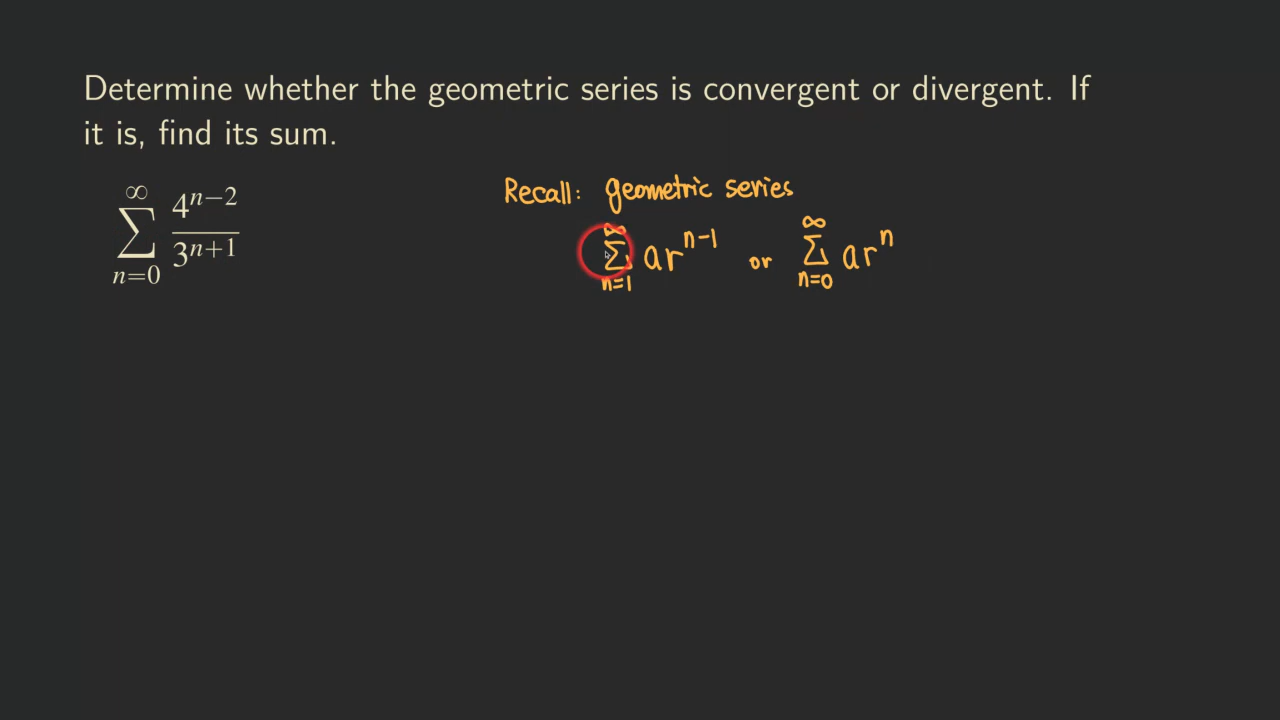 Determine whether the geometric series is convergent or divergent. If
it is, find its sum.
∑_{n=0}^{∞} \frac{4^{n−2}}{3^{n+1}}
Recall: geometric series
∑_{n=1}^{∞} ar^{n-1} or ∑_{n=0}^{∞} ar^{n}